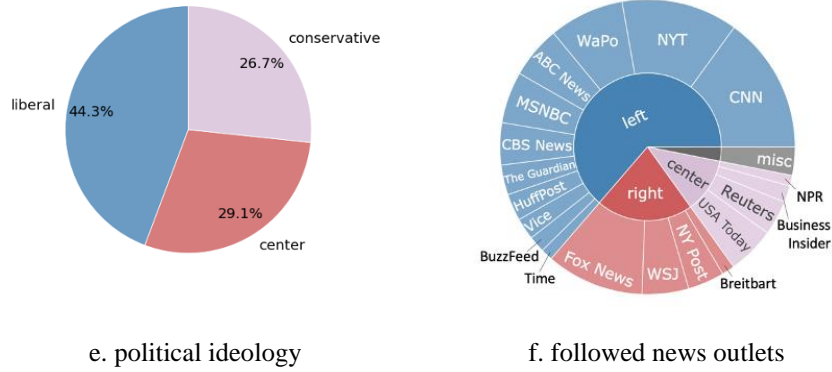 conservative
26.7%
liberal
44.3%
29.1%
center
e. political ideology
WaPo
NYT
ABC News
CNN
MSNBC
left
CBS News
misc
The Guardian
center
NPR
HuffPost
right
Reuters
Vice
USA Today
Business
Insider
BuzzFeed
Time
Fox News
WSJ
NY Post
Breitbart
f. followed news outlets